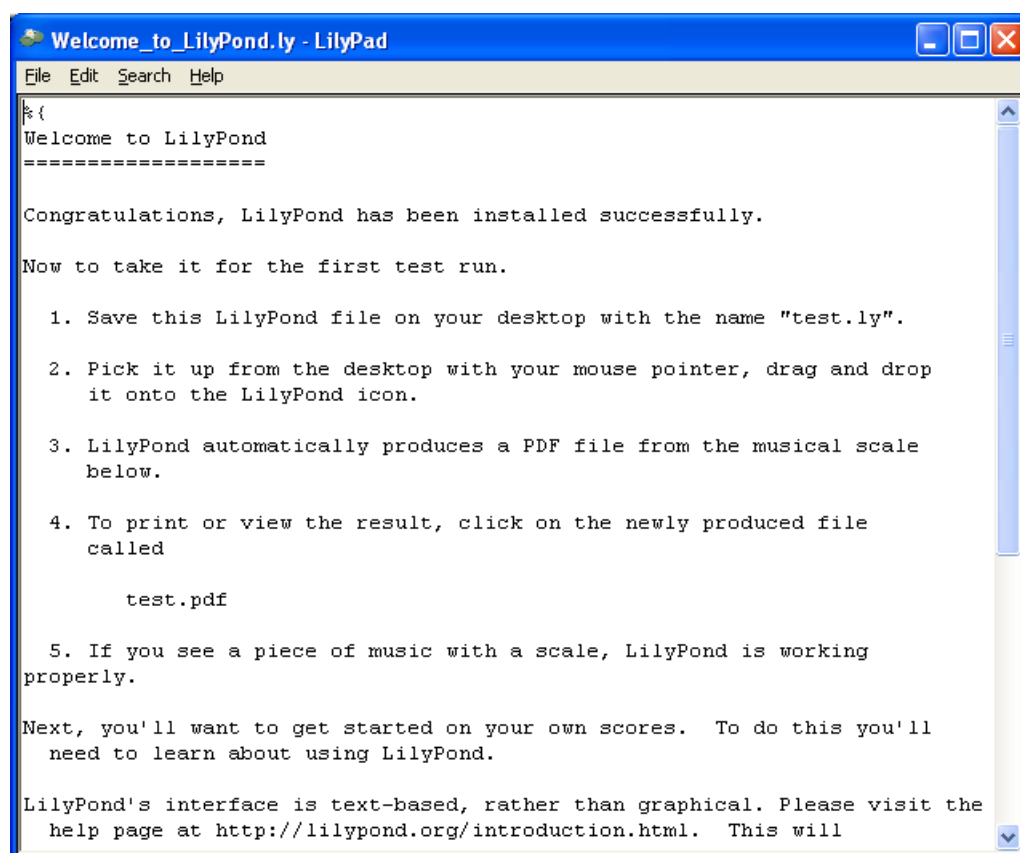 Welcome_to_LilyPond.ly - LilyPad
File Edit Search Help
%{
Welcome to LilyPond
===================
Congratulations, LilyPond has been installed successfully.
Now to take it for the first test run.
1. Save this LilyPond file on your desktop with the name "test.ly".
2. Pick it up from the desktop with your mouse pointer, drag and drop
it onto the LilyPond icon.
3. LilyPond automatically produces a PDF file from the musical scale
below.
4. To print or view the result, click on the newly produced file
called
test.pdf
5. If you see a piece of music with a scale, LilyPond is working
properly.
Next, you'll want to get started on your own scores.  To do this you'll
need to learn about using LilyPond.
LilyPond's interface is text-based, rather than graphical. Please visit the
help page at http://lilypond.org/introduction.html.  This will